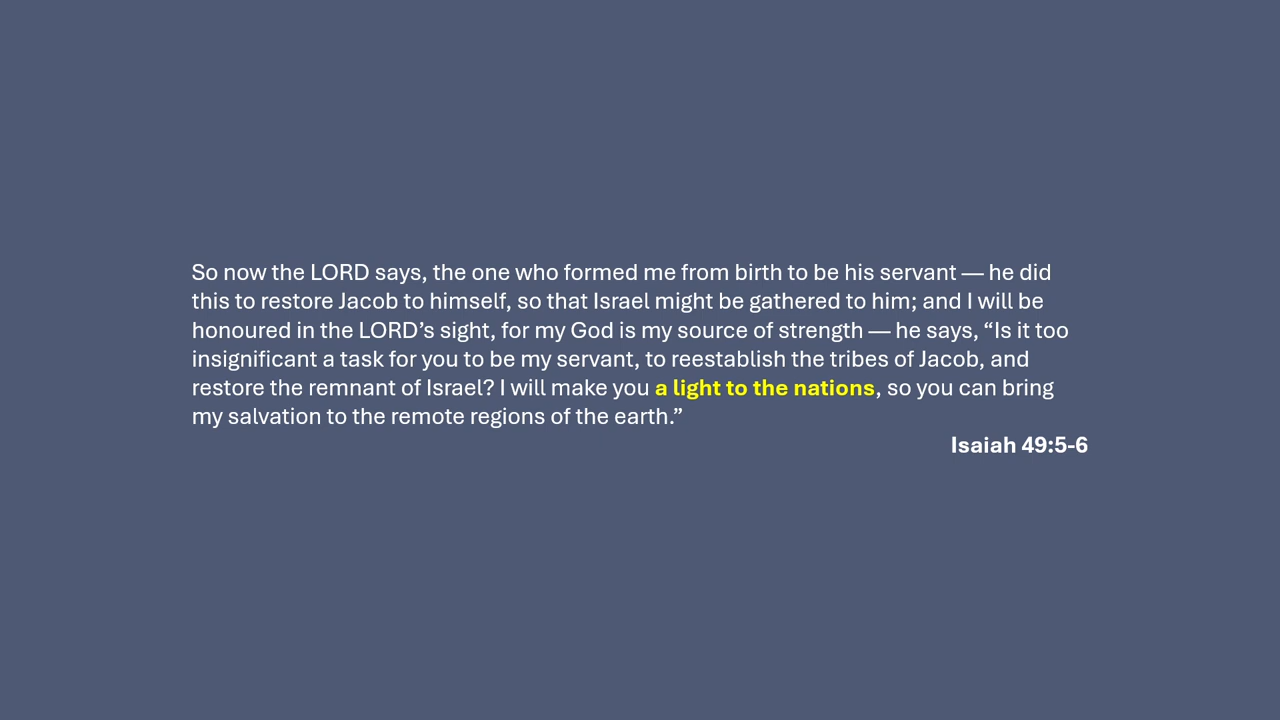 So now the LORD says, the one who formed me from birth to be his servant — he did
this to restore Jacob to himself, so that Israel might be gathered to him; and I will be
honoured in the LORD’s sight, for my God is my source of strength — he says, “Is it too
insignificant a task for you to be my servant, to reestablish the tribes of Jacob, and
restore the remnant of Israel? I will make you a light to the nations, so you can bring
my salvation to the remote regions of the earth.”
Isaiah 49:5-6